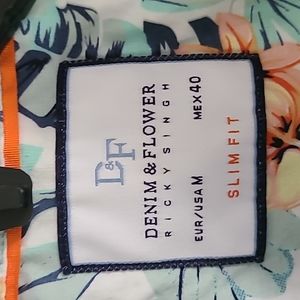 D&F
DENIM & FLOWER
RICKY SINGH
EUR/USA M MEX 40
SLIM FIT